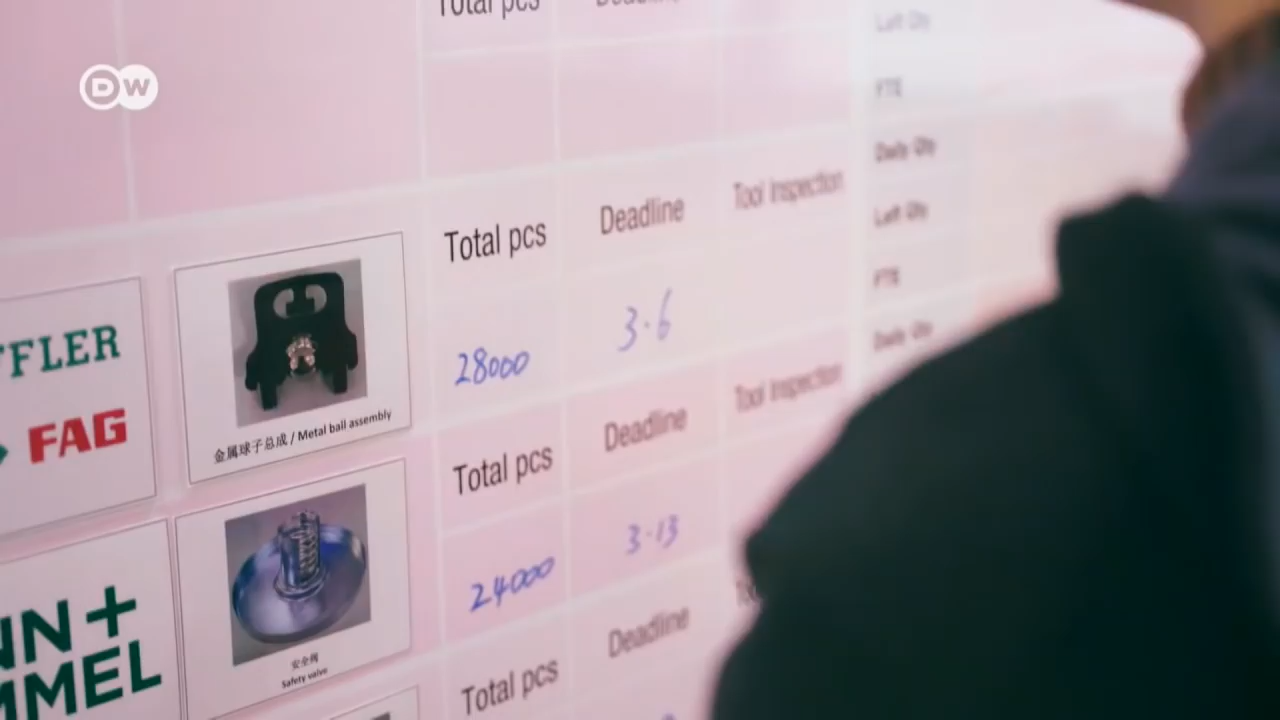 DW
Total pcs
Left Qty
FTE
Daily Qty
Total pcs
Deadline
Tool Inspection
Left Qty
FTE
28000
3.6
Daily Qty
FFLER
FAG
金属球子总成 / Metal ball assembly
Total pcs
Deadline
Tool Inspection
24000
3.13
NN+
MMEL
安全阀
Safety valve
Total pcs
Deadline